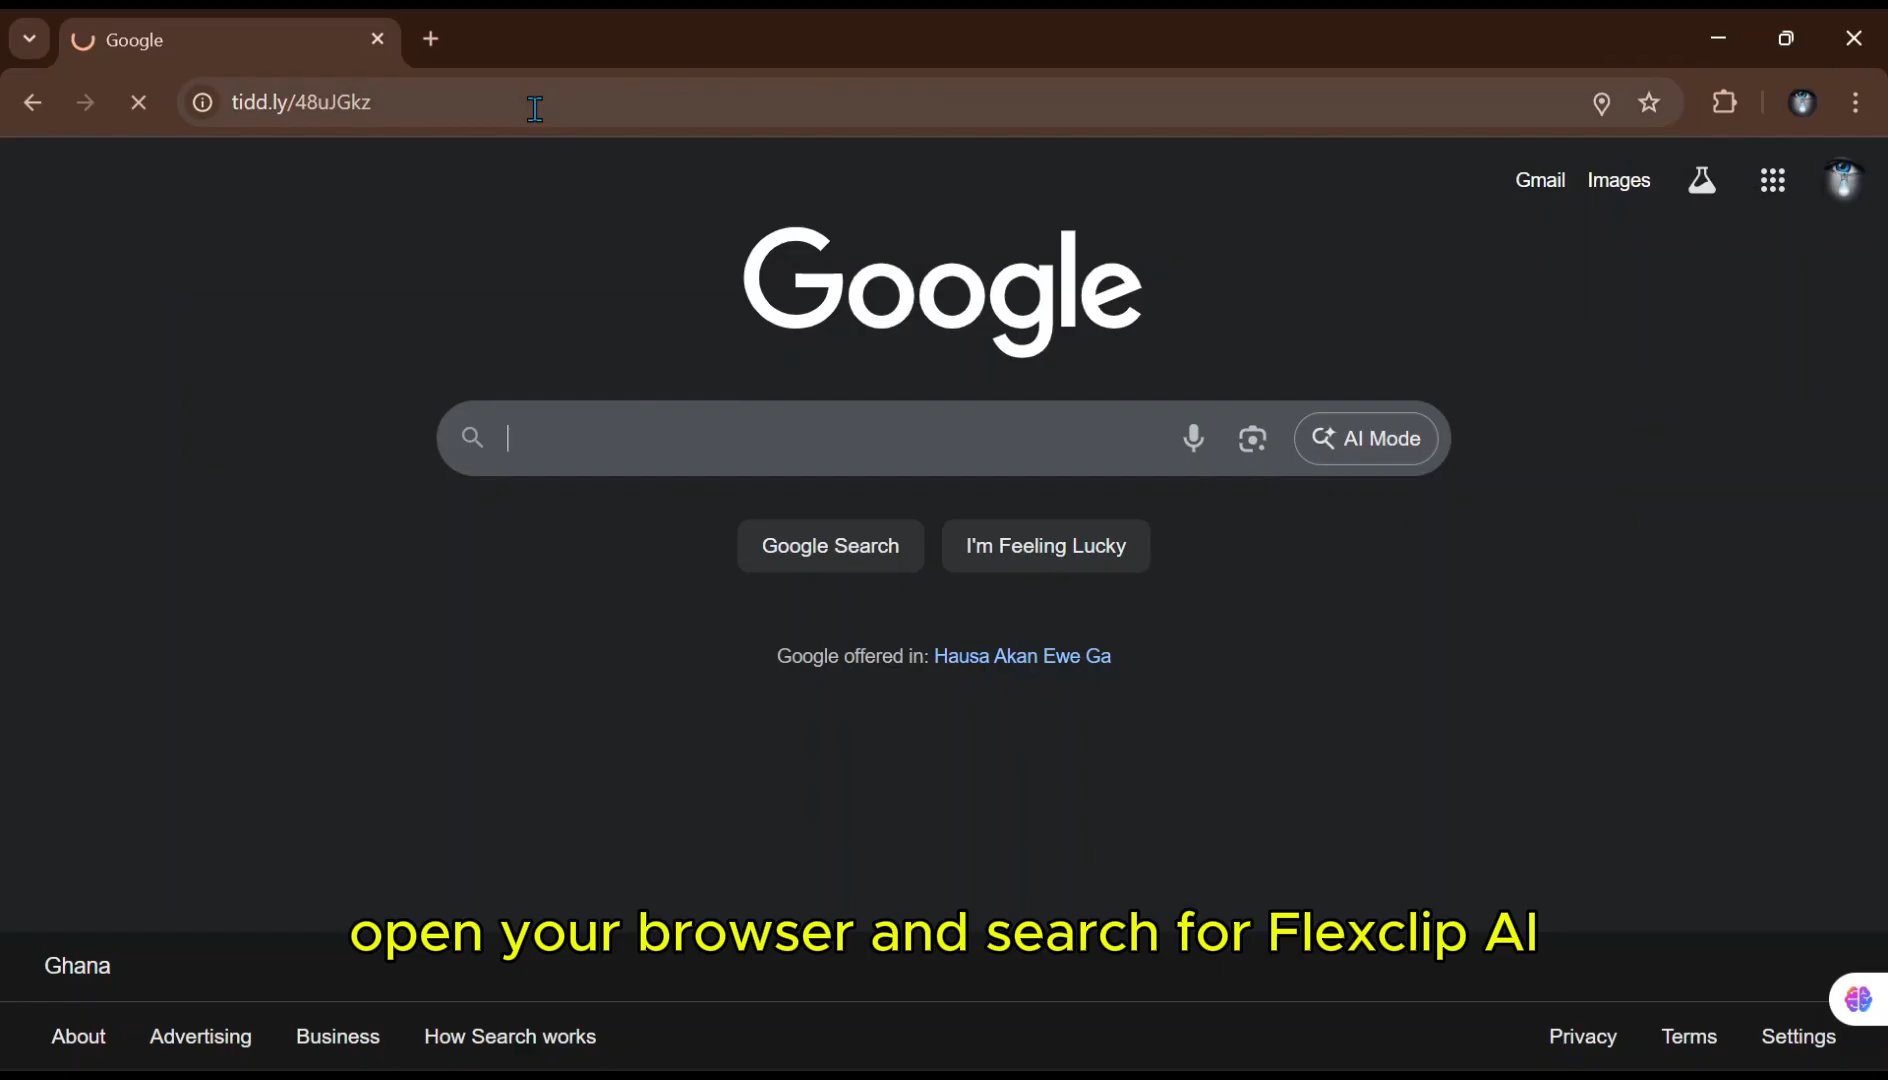 Google
tidd.ly/48uJGkz
Gmail Images
Google
AI Mode
Google Search I'm Feeling Lucky
Google offered in: Hausa Akan Ewe Ga
open your browser and search for Flexclip AI
Ghana
About Advertising Business How Search works Privacy Terms Settings